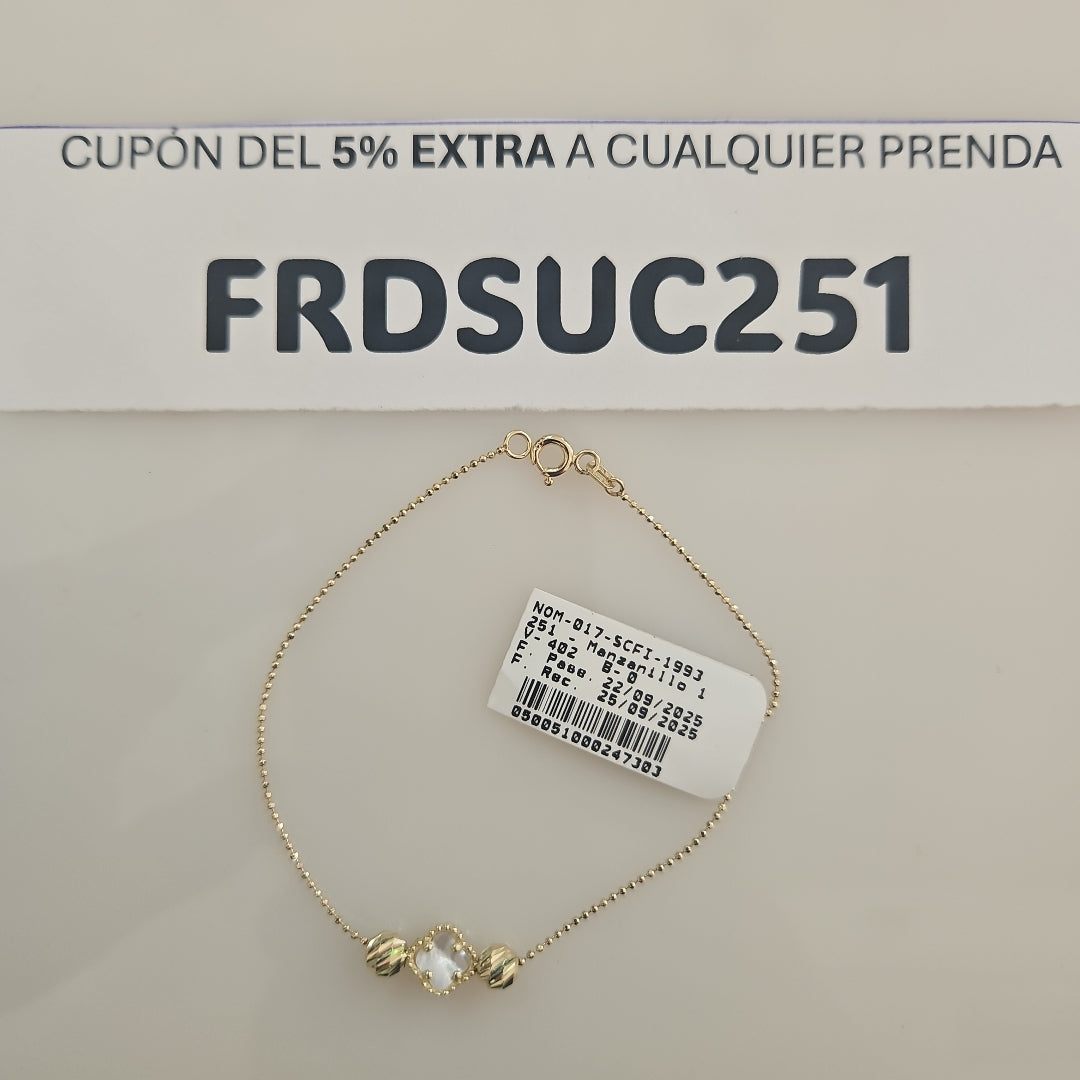 CUPÓN DEL 5% EXTRA A CUALQUIER PRENDA
FRDSUC251
NOM-017-SCFI-1993
251 - Manzanillo 1
V- 402 B- 0
F. Pase. 22/09/2025
F. Rec. 25/09/2025
050051000247303